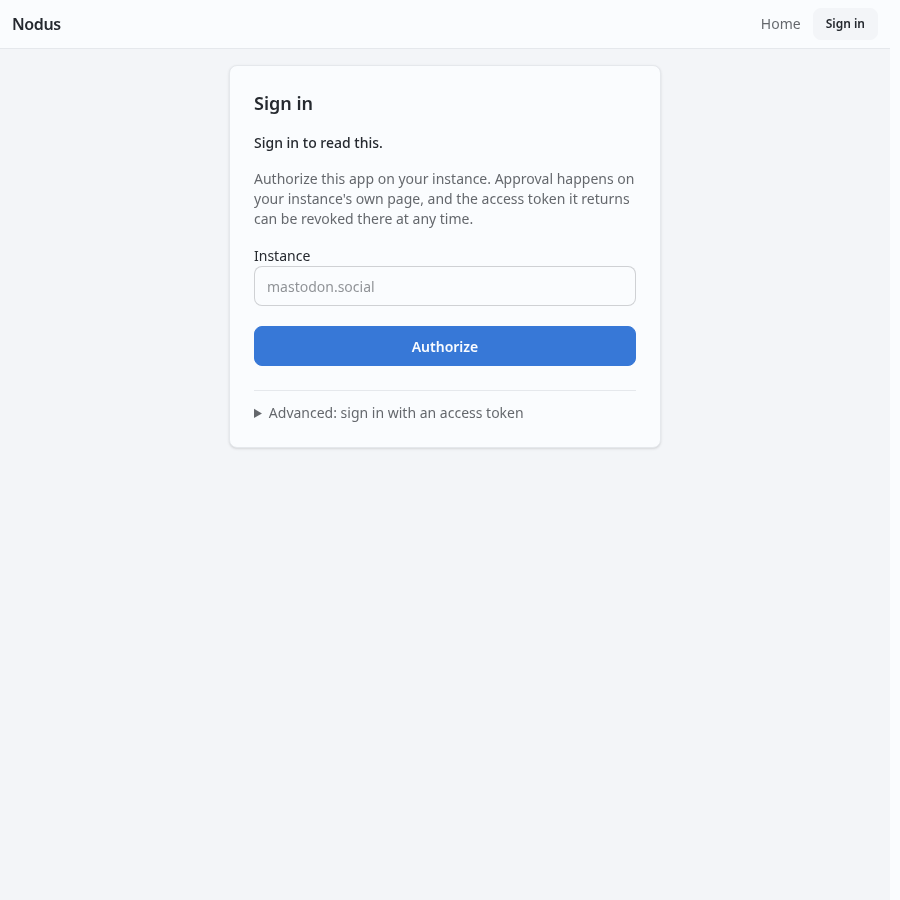 Nodus
Home
Sign in
Sign in
Sign in to read this.
Authorize this app on your instance. Approval happens on
your instance's own page, and the access token it returns
can be revoked there at any time.
Instance
mastodon.social
Authorize
Advanced: sign in with an access token